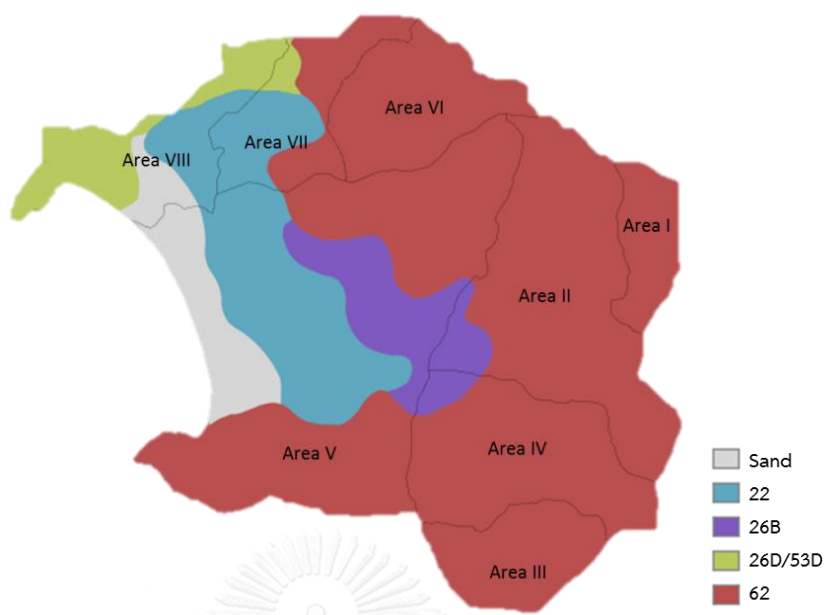 Area VI
Area VII
Area VIII
Area I
Area II
Area V
Area IV
Area III
Sand
22
26B
26D/53D
62